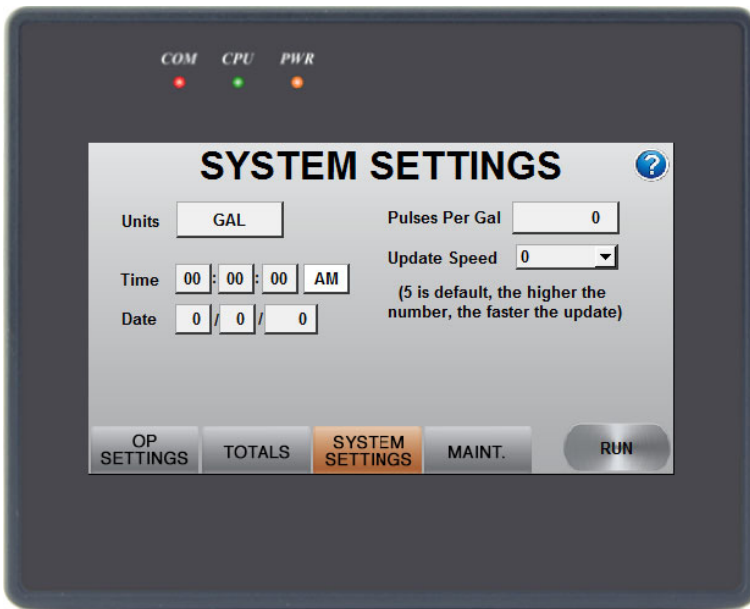 COM CPU PWR
SYSTEM SETTINGS ?
Units GAL
Pulses Per Gal 0
Update Speed 0
(5 is default, the higher the
number, the faster the update)
Time 00 : 00 : 00 AM
Date 0 / 0 / 0
OP
SETTINGS
TOTALS
SYSTEM
SETTINGS
MAINT.
RUN